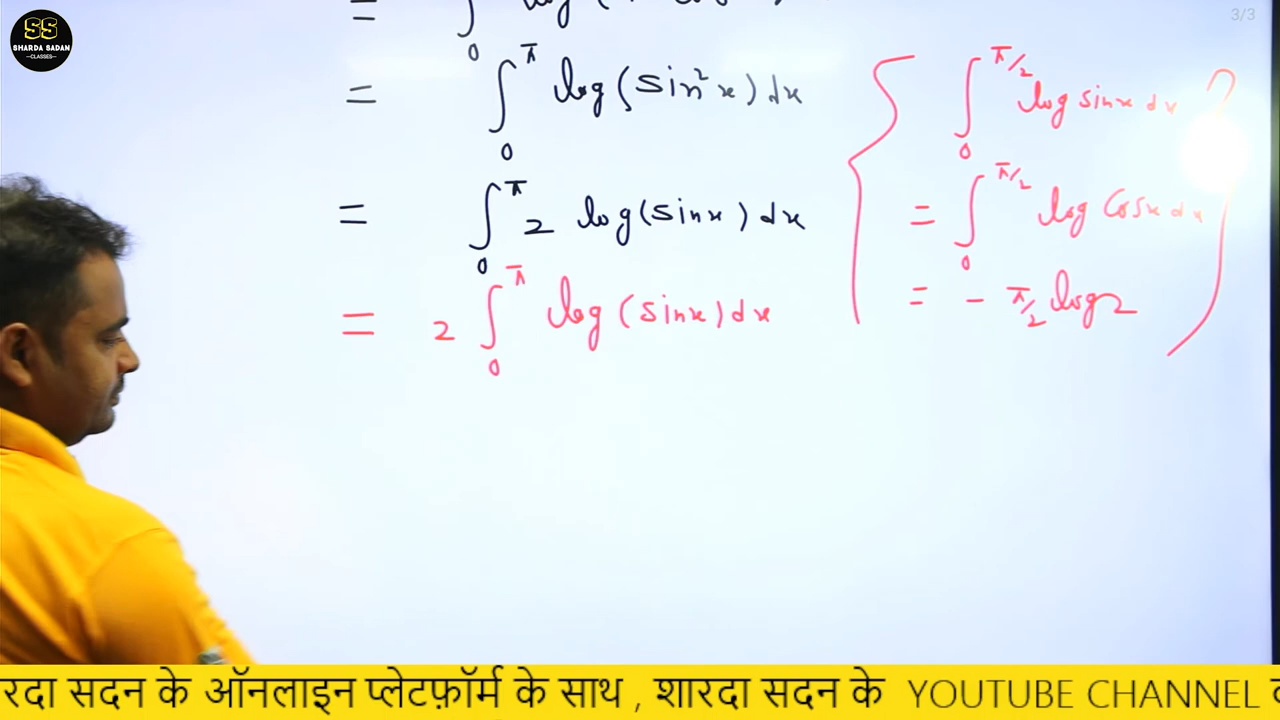 SS
SHARDA SADAN
—CLASSES—
3/3
= ∫₀
= ∫₀^π log(sin²x) dx
= ∫₀^π 2 log(sinx) dx
= 2 ∫₀^π log(sinx) dx
∫₀^π/2 log sinx dx
= ∫₀^π/2 log cosx dx
= - π/2 log2
रदा सदन के ऑनलाइन प्लेटफ़ॉर्म के साथ , शारदा सदन के YOUTUBE CHANNEL